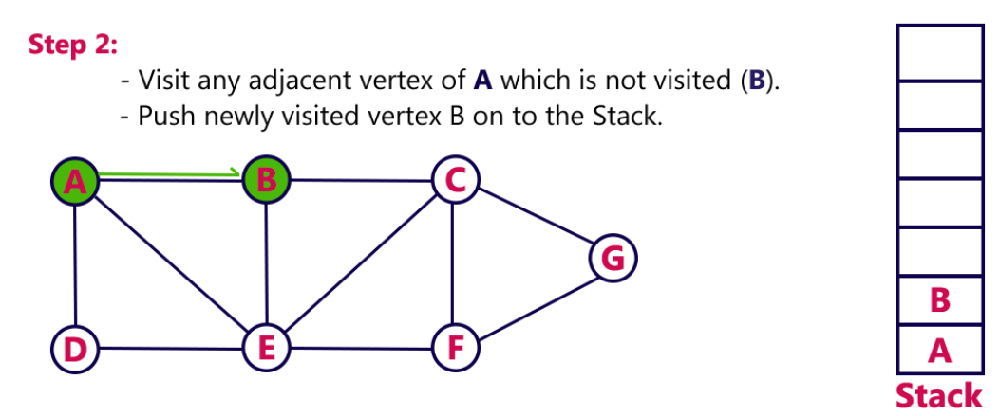 Step 2:
- Visit any adjacent vertex of A which is not visited (B).
- Push newly visited vertex B on to the Stack.
A
B
C
G
D
E
F
B
A
Stack